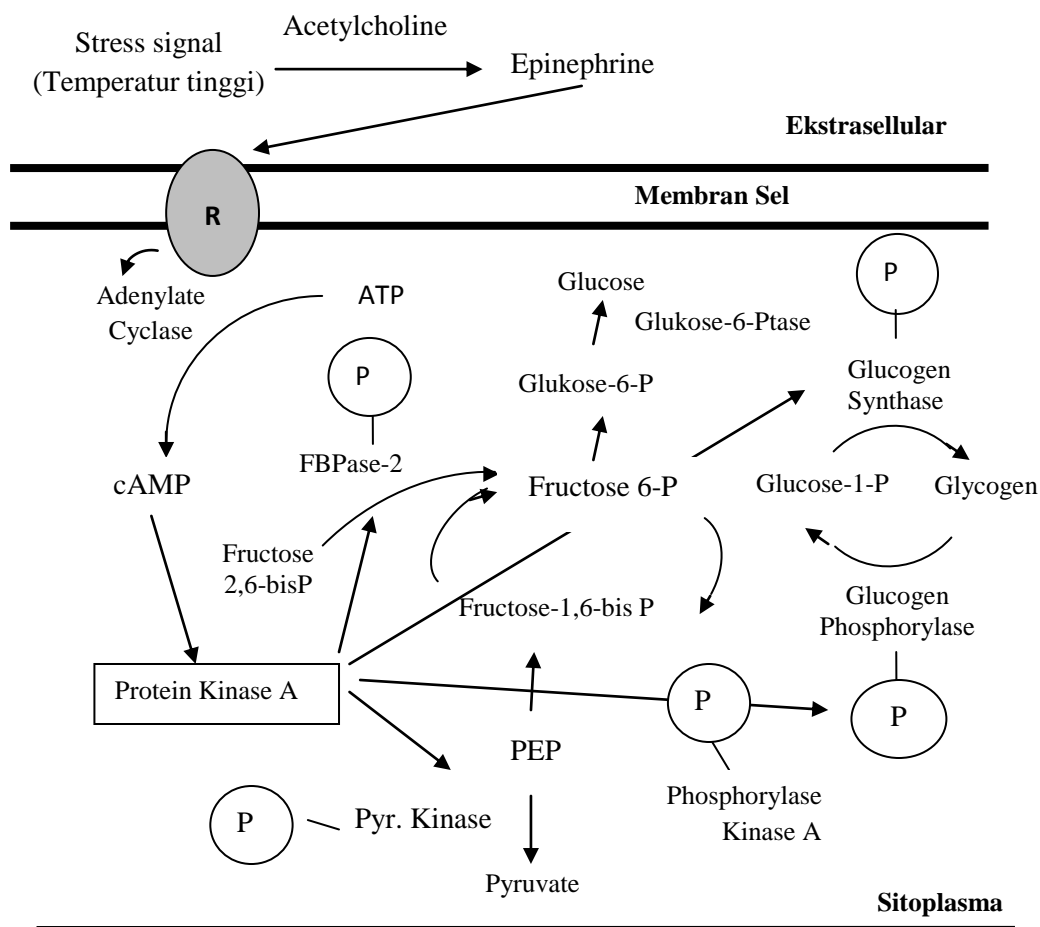 Acetylcholine
Stress signal
(Temperatur tinggi)
Epinephrine
Ekstrasellular
Membran Sel
R
P
Adenylate
Cyclase
ATP
Glucose
Glukose-6-Ptase
P
Glukose-6-P
Glucogen
Synthase
FBPase-2
cAMP
Fructose 6-P
Glucose-1-P
Glycogen
Fructose
2,6-bisP
Fructose-1,6-bis P
Glucogen
Phosphorylase
Protein Kinase A
P
P
PEP
Phosphorylase
Kinase A
P
Pyr. Kinase
Pyruvate
Sitoplasma